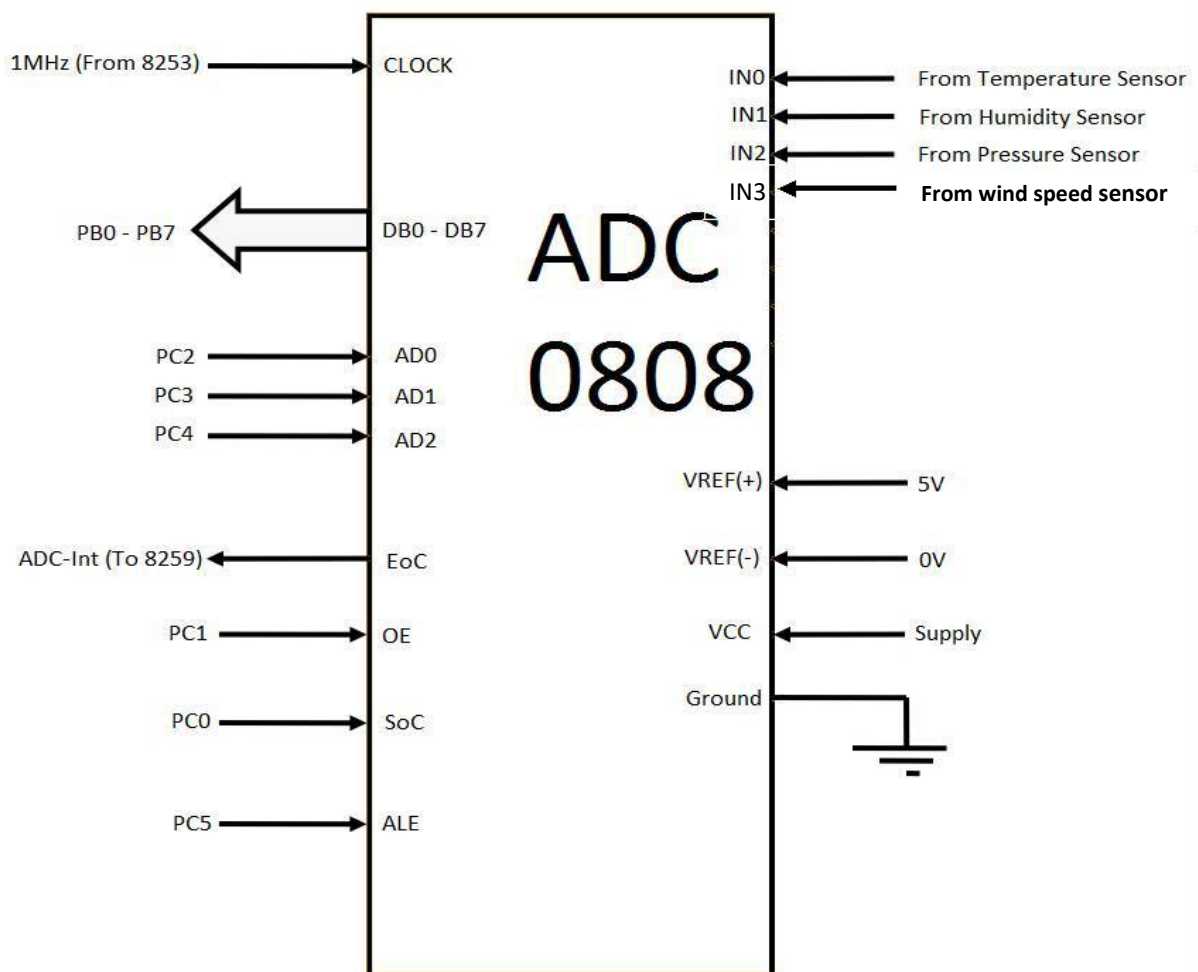 1MHz (From 8253)
CLOCK
IN0
From Temperature Sensor
IN1
From Humidity Sensor
IN2
From Pressure Sensor
IN3
From wind speed sensor
PB0 - PB7
DB0 - DB7
ADC
0808
PC2
AD0
PC3
AD1
PC4
AD2
VREF(+)
5V
ADC-Int (To 8259)
EoC
VREF(-)
0V
PC1
OE
VCC
Supply
Ground
PC0
SoC
PC5
ALE